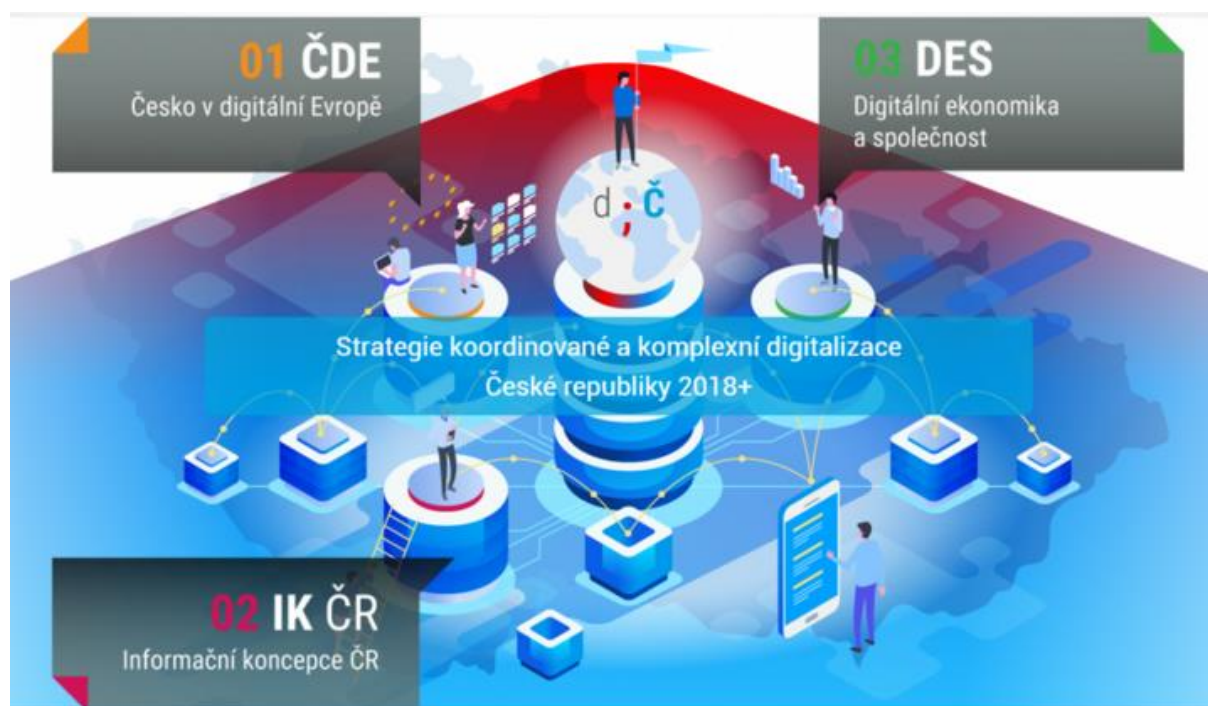 01 ČDE
Česko v digitální Evropě
03 DES
Digitální ekonomika
a společnost
d;Č
Strategie koordinované a komplexní digitalizace
České republiky 2018+
02 IK ČR
Informační koncepce ČR